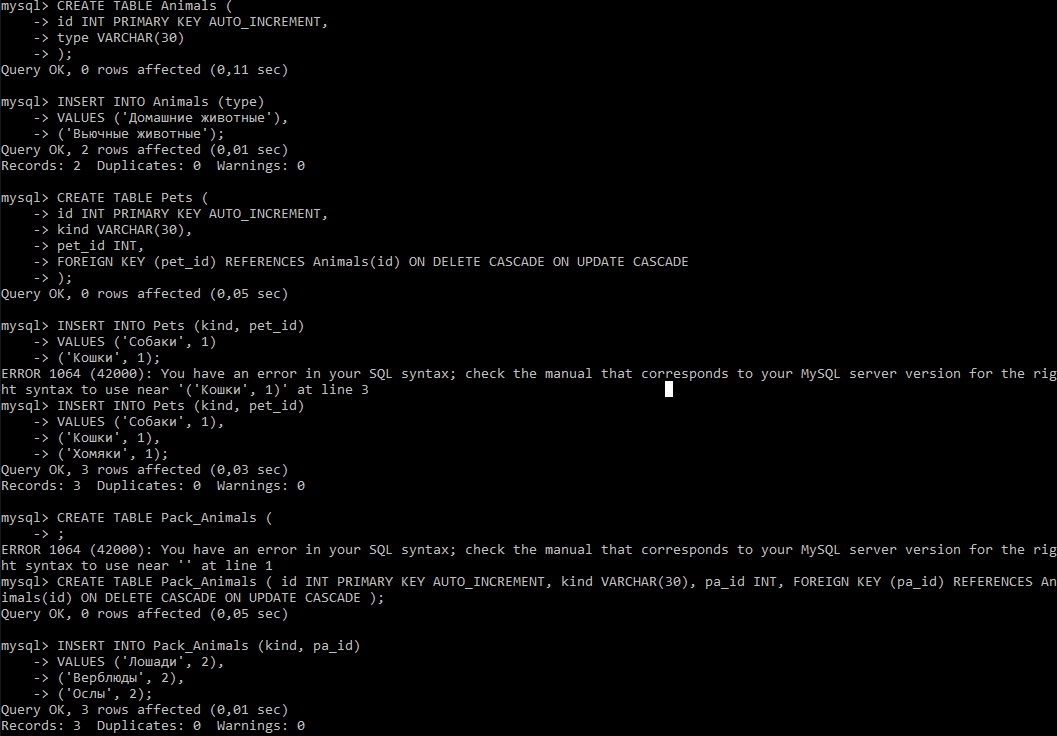 mysql> CREATE TABLE Animals (
    -> id INT PRIMARY KEY AUTO_INCREMENT,
    -> type VARCHAR(30)
    -> );
Query OK, 0 rows affected (0,11 sec)

mysql> INSERT INTO Animals (type)
    -> VALUES ('Домашние животные'),
    -> ('Вьючные животные');
Query OK, 2 rows affected (0,01 sec)
Records: 2  Duplicates: 0  Warnings: 0

mysql> CREATE TABLE Pets (
    -> id INT PRIMARY KEY AUTO_INCREMENT,
    -> kind VARCHAR(30),
    -> pet_id INT,
    -> FOREIGN KEY (pet_id) REFERENCES Animals(id) ON DELETE CASCADE ON UPDATE CASCADE
    -> );
Query OK, 0 rows affected (0,05 sec)

mysql> INSERT INTO Pets (kind, pet_id)
    -> VALUES ('Собаки', 1)
    -> ('Кошки', 1);
ERROR 1064 (42000): You have an error in your SQL syntax; check the manual that corresponds to your MySQL server version for the rig
ht syntax to use near '('Кошки', 1)' at line 3
mysql> INSERT INTO Pets (kind, pet_id)
    -> VALUES ('Собаки', 1),
    -> ('Кошки', 1),
    -> ('Хомяки', 1);
Query OK, 3 rows affected (0,03 sec)
Records: 3  Duplicates: 0  Warnings: 0

mysql> CREATE TABLE Pack_Animals (
    -> ;
ERROR 1064 (42000): You have an error in your SQL syntax; check the manual that corresponds to your MySQL server version for the rig
ht syntax to use near '' at line 1
mysql> CREATE TABLE Pack_Animals ( id INT PRIMARY KEY AUTO_INCREMENT, kind VARCHAR(30), pa_id INT, FOREIGN KEY (pa_id) REFERENCES An
imals(id) ON DELETE CASCADE ON UPDATE CASCADE );
Query OK, 0 rows affected (0,05 sec)

mysql> INSERT INTO Pack_Animals (kind, pa_id)
    -> VALUES ('Лошади', 2),
    -> ('Верблюды', 2),
    -> ('Ослы', 2);
Query OK, 3 rows affected (0,01 sec)
Records: 3  Duplicates: 0  Warnings: 0